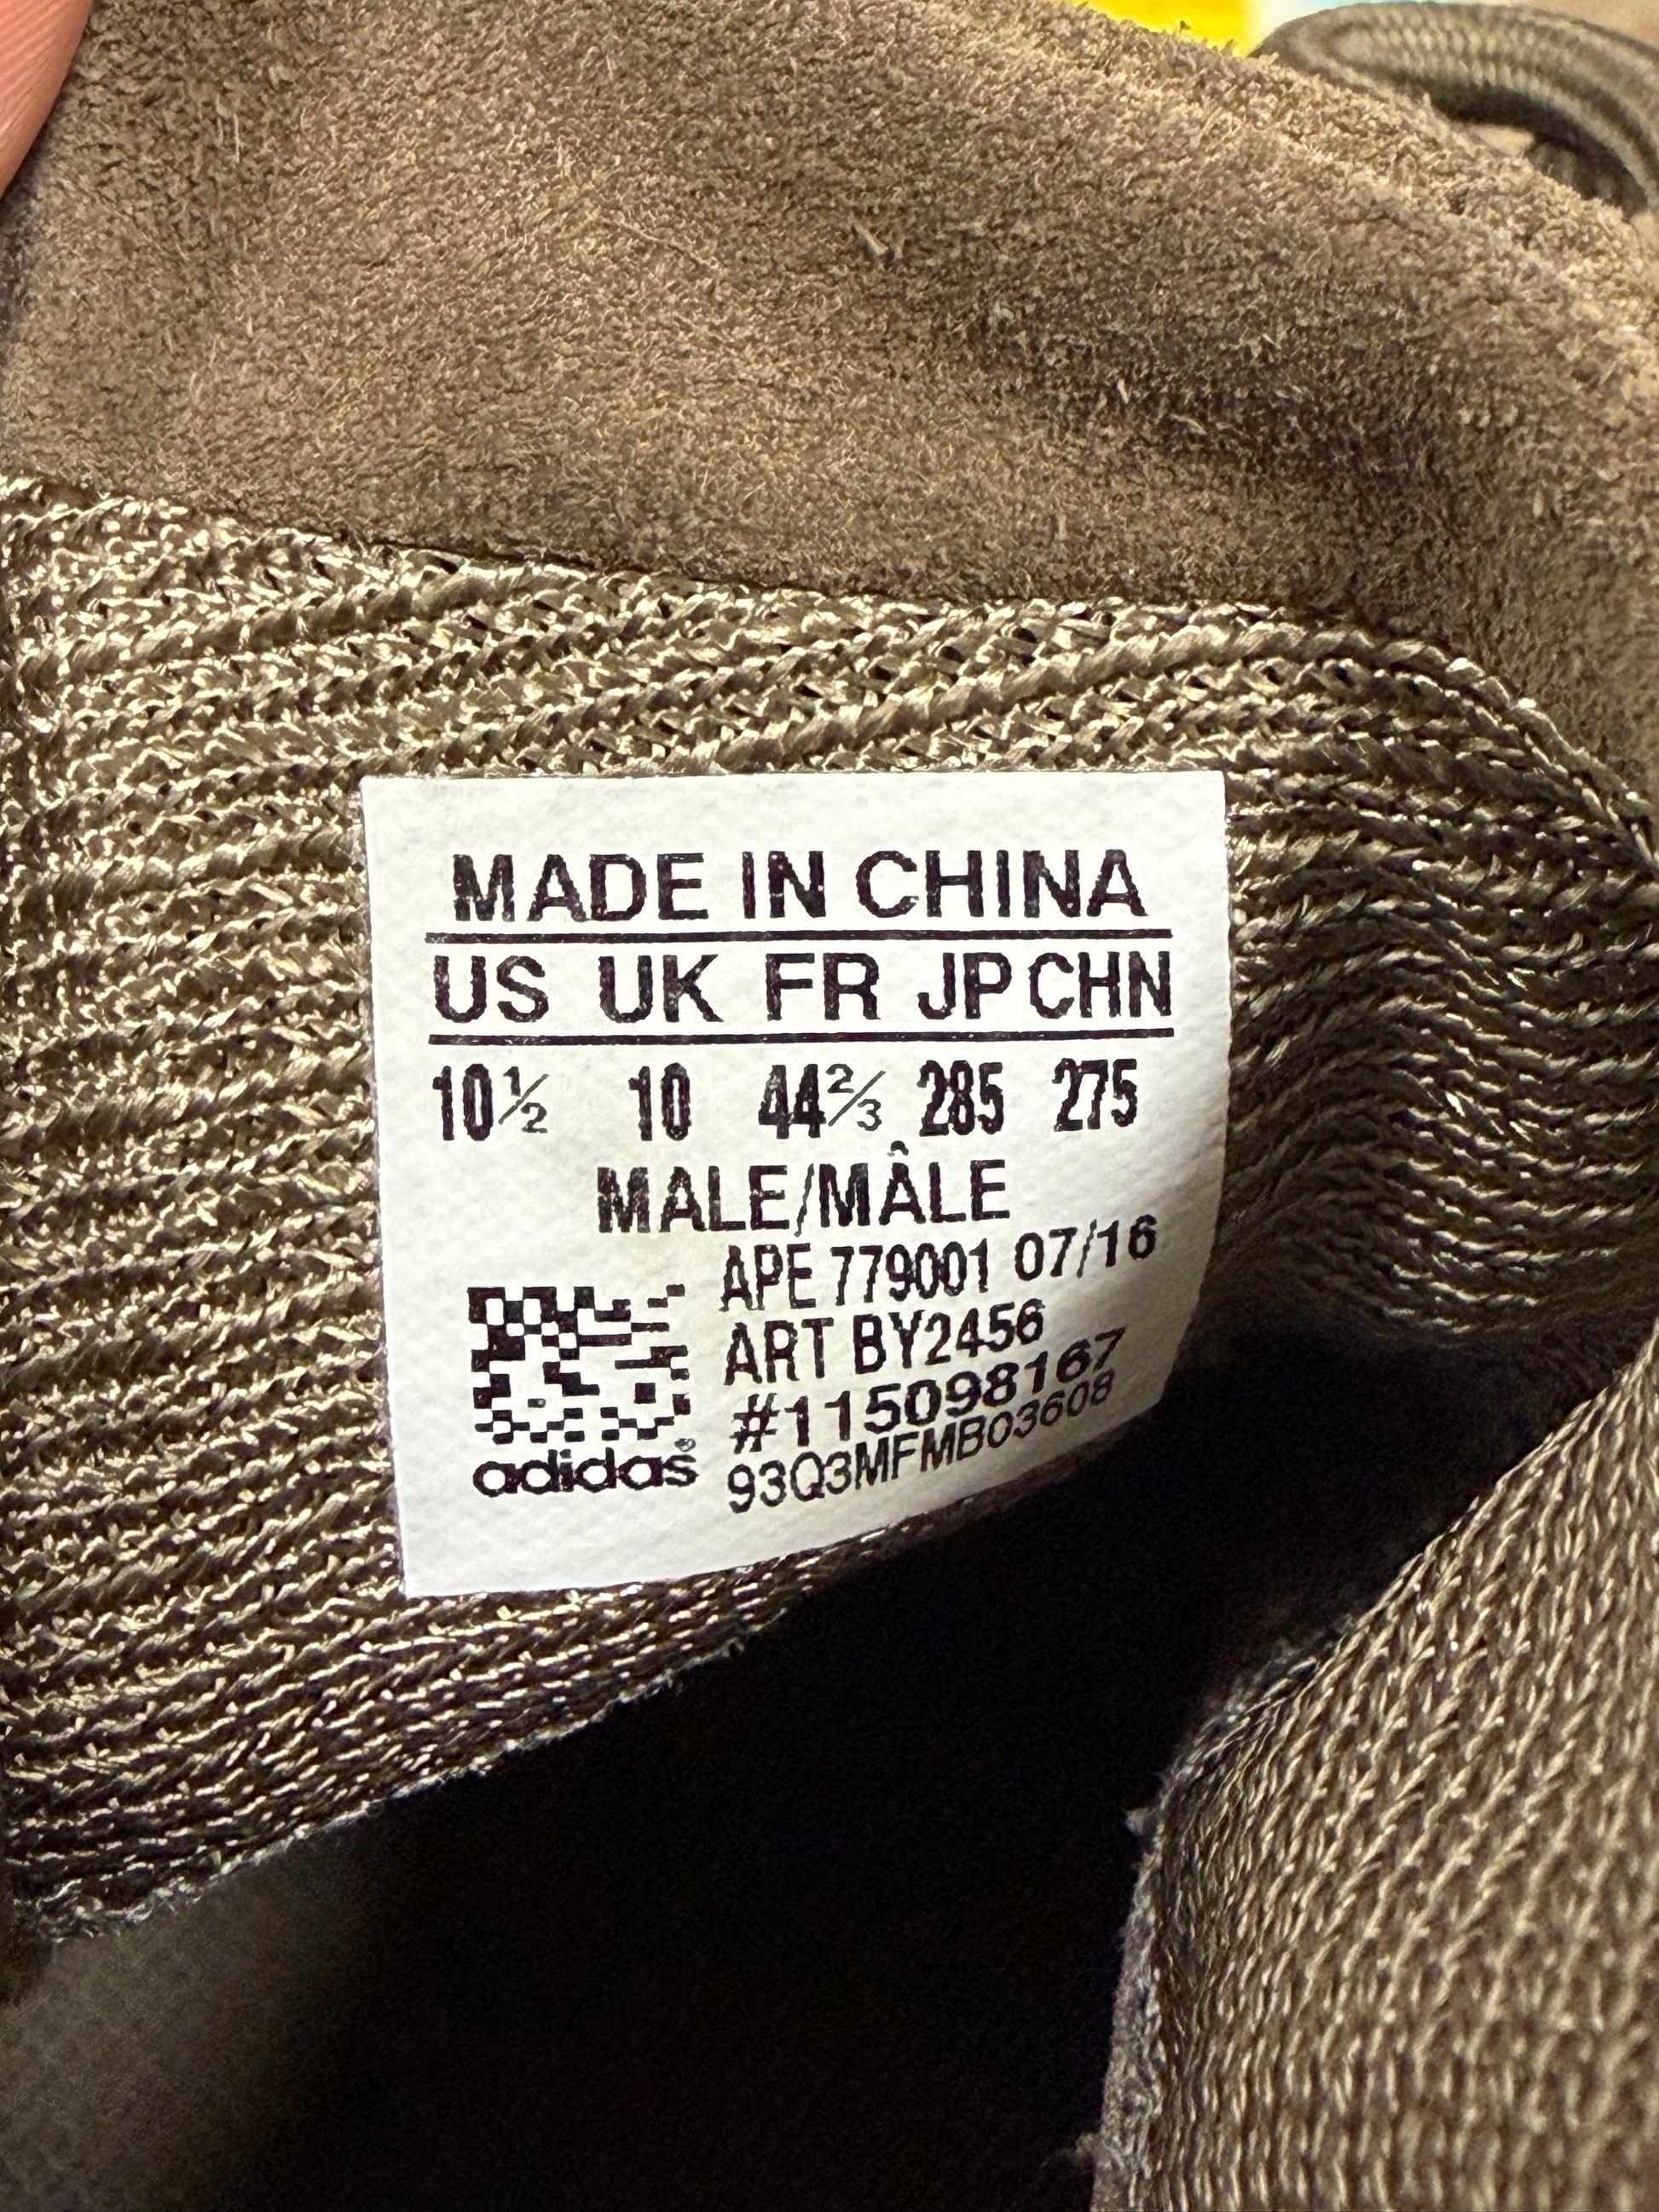 MADE IN CHINA
US UK FR JP CHN
10½ 10 44⅔ 285 275
MALE/MÂLE
APE 779001 07/16
ART BY2456
#115098167
93Q3MFMB03608
adidas®